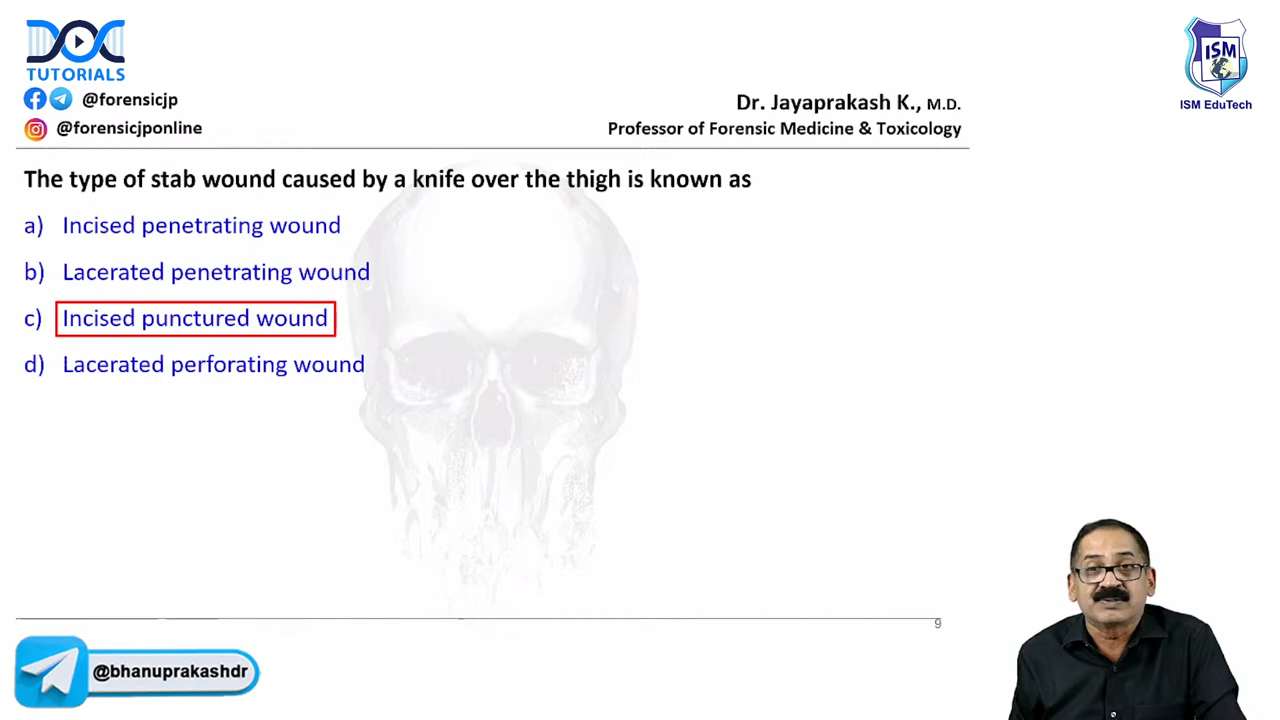 TUTORIALS
@forensicjp
@forensicjponline
Dr. Jayaprakash K., M.D.
Professor of Forensic Medicine & Toxicology
ISM
ISM EduTech
The type of stab wound caused by a knife over the thigh is known as
a) Incised penetrating wound
b) Lacerated penetrating wound
c) Incised punctured wound
d) Lacerated perforating wound
9
@bhanuprakashdr